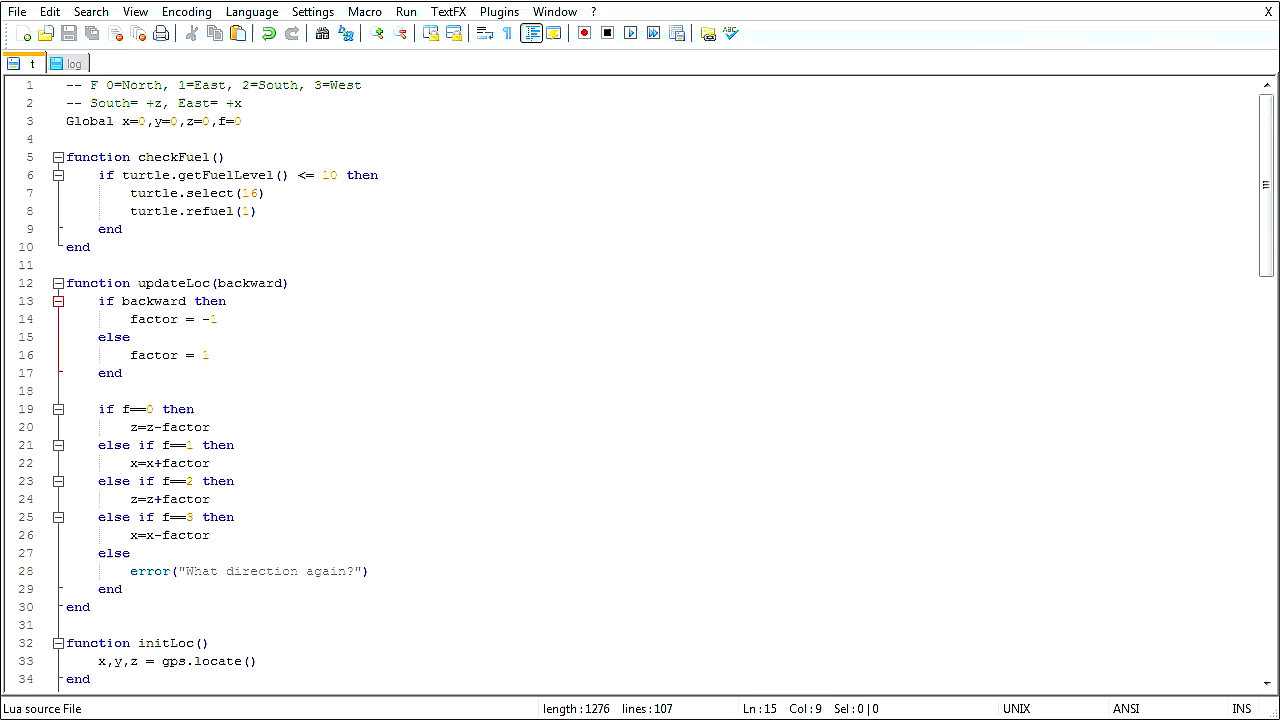 File Edit Search View Encoding Language Settings Macro Run TextFX Plugins Window ? X
t log
1 -- F 0=North, 1=East, 2=South, 3=West
2 -- South= +z, East= +x
3 Global x=0,y=0,z=0,f=0
4
5 function checkFuel()
6 if turtle.getFuelLevel() <= 10 then
7 turtle.select(16)
8 turtle.refuel(1)
9 end
10 end
11
12 function updateLoc(backward)
13 if backward then
14 factor = -1
15 else
16 factor = 1
17 end
18
19 if f==0 then
20 z=z-factor
21 else if f==1 then
22 x=x+factor
23 else if f==2 then
24 z=z+factor
25 else if f==3 then
26 x=x-factor
27 else
28 error("What direction again?")
29 end
30 end
31
32 function initLoc()
33 x,y,z = gps.locate()
34 end
Lua source File length : 1276 lines : 107 Ln : 15 Col : 9 Sel : 0 | 0 UNIX ANSI INS